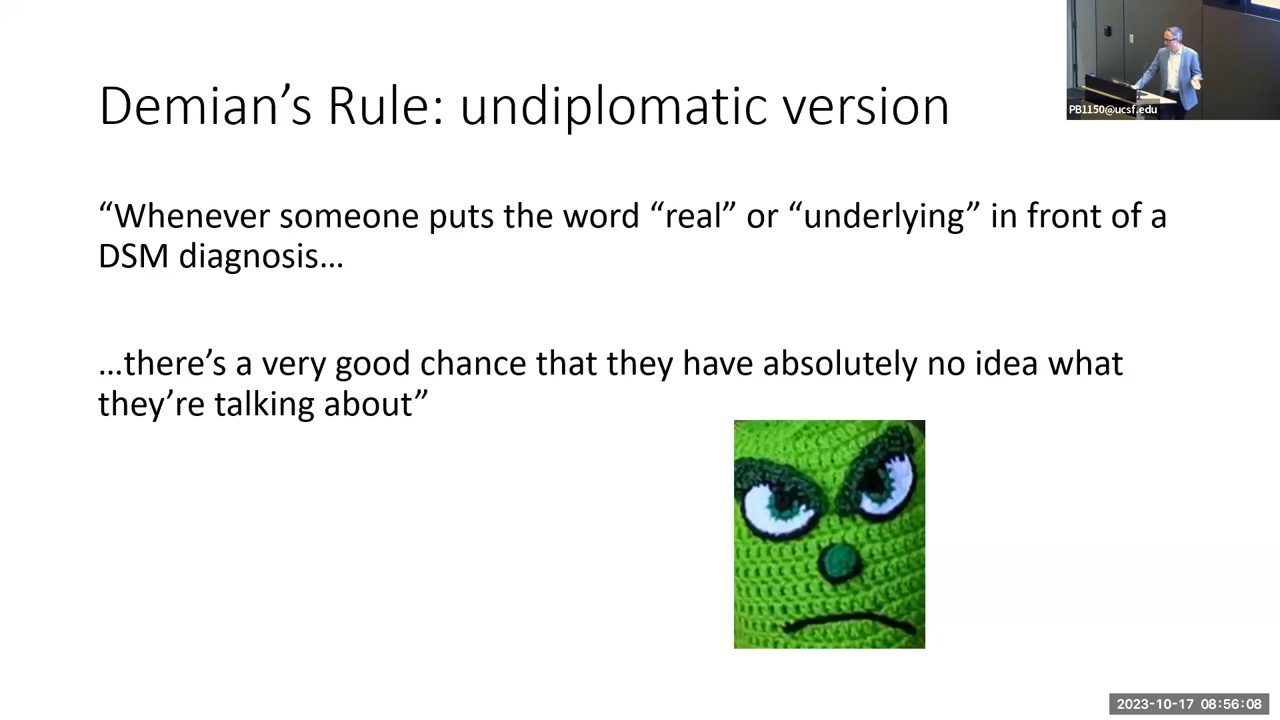 Demian’s Rule: undiplomatic version
PB1150@ucsf.edu
“Whenever someone puts the word “real” or “underlying” in front of a
DSM diagnosis…
…there’s a very good chance that they have absolutely no idea what
they’re talking about”
2023-10-17 08:56:08